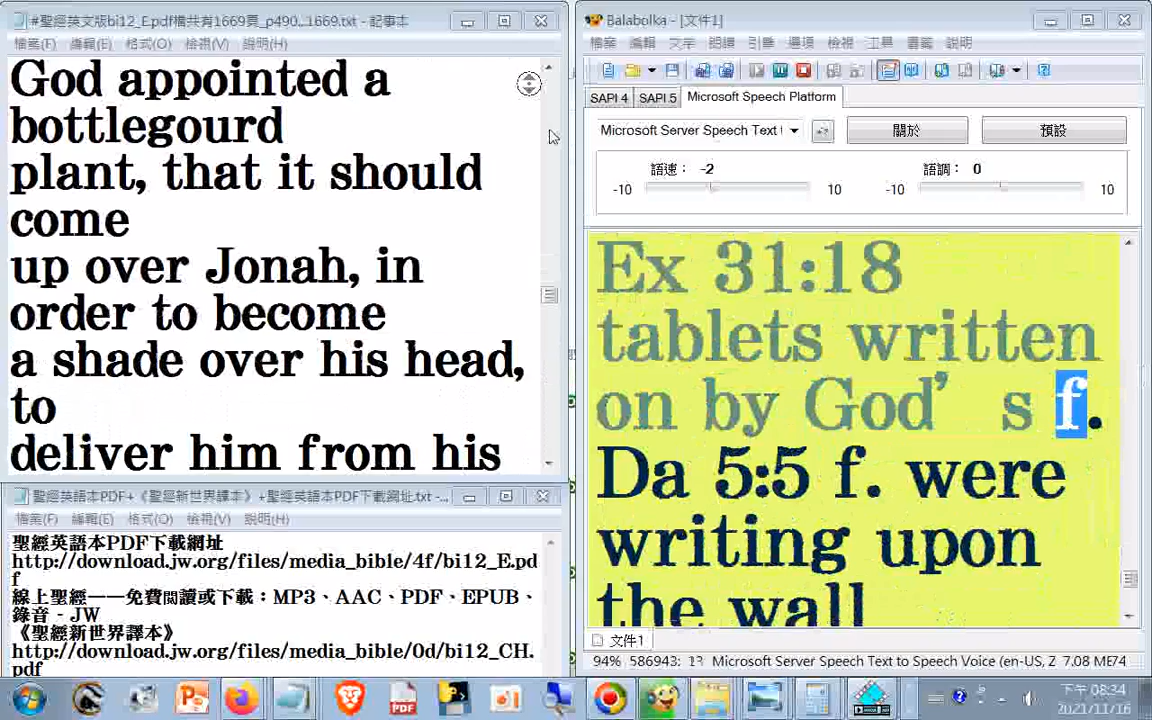 #聖經英文版bi12_E.pdf檔共有1669頁_p490...1669.txt - 記事本
檔案(F) 編輯(E) 格式(O) 檢視(V) 說明(H)
God appointed a
bottlegourd
plant, that it should
come
up over Jonah, in
order to become
a shade over his head,
to
deliver him from his
聖經英語本PDF+《聖經新世界譯本》+聖經英語本PDF下載網址.txt -...
檔案(F) 編輯(E) 格式(O) 檢視(V) 說明(H)
聖經英語本PDF下載網址
http://download.jw.org/files/media_bible/4f/bi12_E.pd
f
線上聖經——免費閱讀或下載：MP3、AAC、PDF、EPUB、
錄音 - JW
《聖經新世界譯本》
http://download.jw.org/files/media_bible/0d/bi12_CH.
pdf
Balabolka - [文件1]
檔案 編輯 文字 朗讀 引擎 選項 檢視 工具 書籤 說明
SAPI 4 SAPI 5 Microsoft Speech Platform
Microsoft Server Speech Text 關於 預設
語速： -2 語調： 0
-10 10 -10 10
Ex 31:18
tablets written
on by God’s f.
Da 5:5 f. were
writing upon
the wall
文件1
94% 586943: 13 Microsoft Server Speech Text to Speech Voice (en-US, Z 7.08 ME74
下午 08:34
2021/11/16